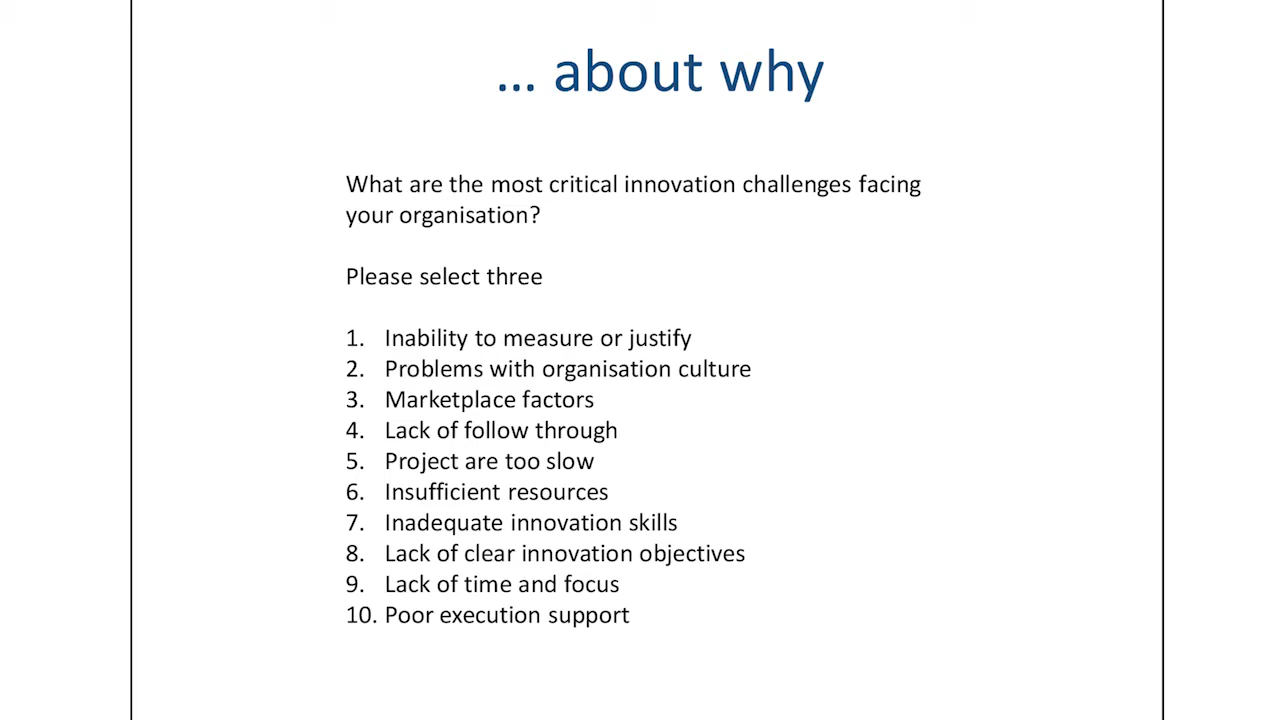 ... about why
What are the most critical innovation challenges facing
your organisation?
Please select three
1. Inability to measure or justify
2. Problems with organisation culture
3. Marketplace factors
4. Lack of follow through
5. Project are too slow
6. Insufficient resources
7. Inadequate innovation skills
8. Lack of clear innovation objectives
9. Lack of time and focus
10. Poor execution support